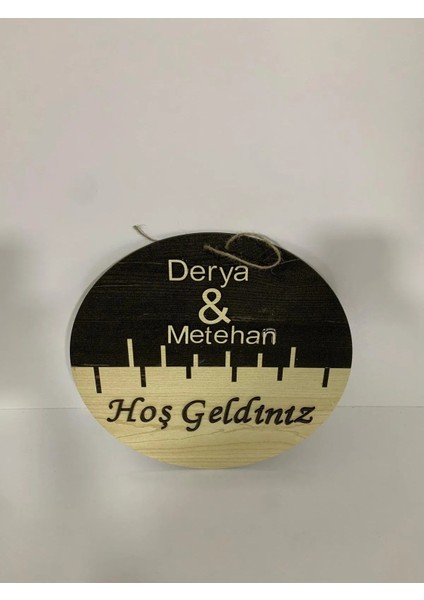 Derya
&
Metehan
Hoş Geldiniz